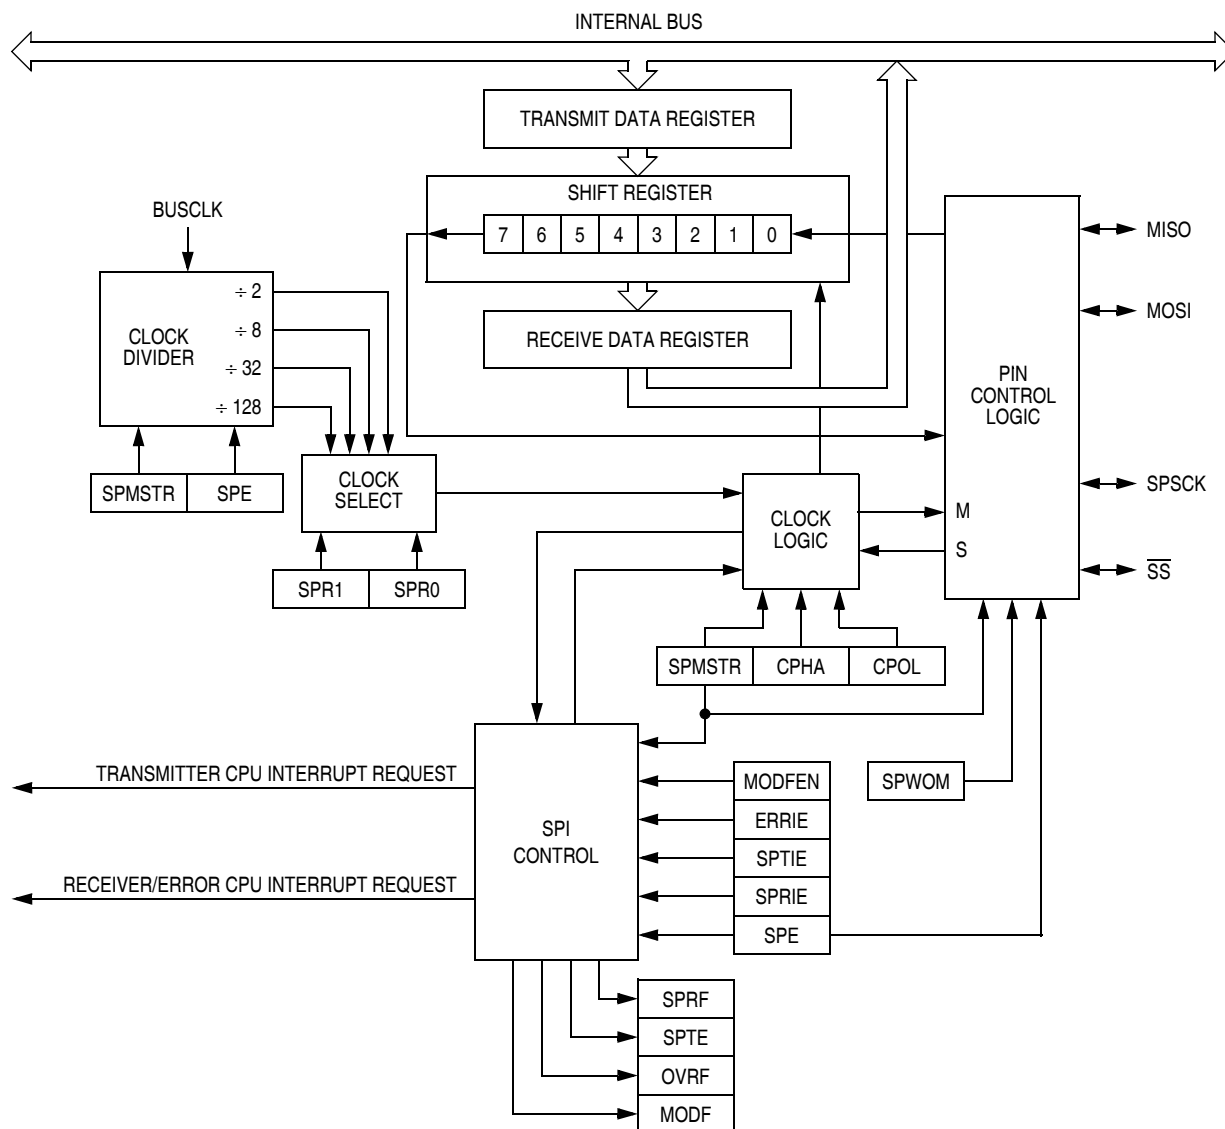 INTERNAL BUS
TRANSMIT DATA REGISTER
SHIFT REGISTER
7 6 5 4 3 2 1 0
RECEIVE DATA REGISTER
BUSCLK
CLOCK
DIVIDER
÷ 2
÷ 8
÷ 32
÷ 128
SPMSTR SPE
CLOCK
SELECT
SPR1 SPR0
CLOCK
LOGIC
SPMSTR CPHA CPOL
PIN
CONTROL
LOGIC
M
S
MISO
MOSI
SPSCK
S̅S̅
TRANSMITTER CPU INTERRUPT REQUEST
RECEIVER/ERROR CPU INTERRUPT REQUEST
SPI
CONTROL
MODFEN
ERRIE
SPTIE
SPRIE
SPE
SPWOM
SPRF
SPTE
OVRF
MODF